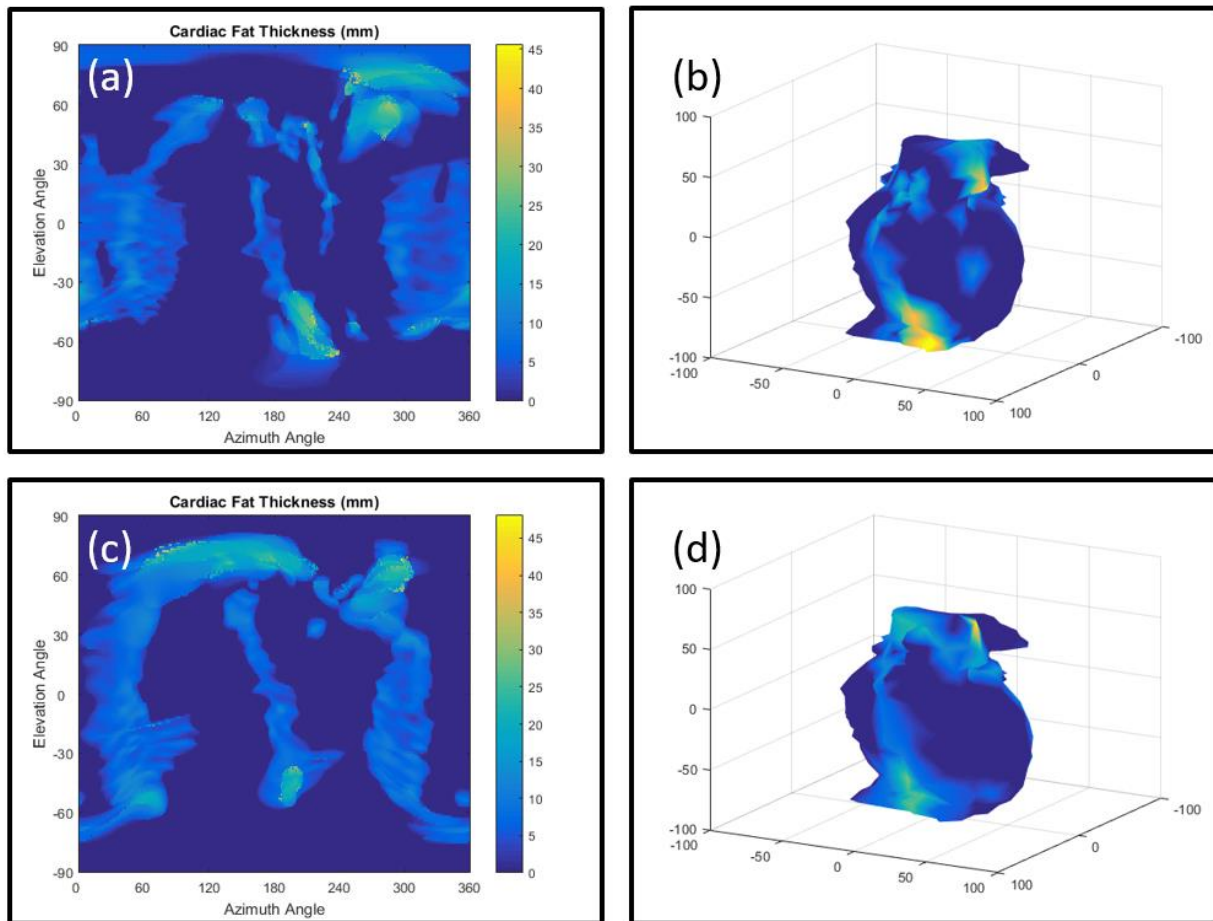 Cardiac Fat Thickness (mm)
(a)
90
60
30
0
-30
-60
-90
Elevation Angle
0 60 120 180 240 300 360
Azimuth Angle
45
40
35
30
25
20
15
10
5
0
(b)
100
50
0
-50
-100
-100 -50 0 50 100
100 0 -100
Cardiac Fat Thickness (mm)
(c)
90
60
30
0
-30
-60
-90
Elevation Angle
0 60 120 180 240 300 360
Azimuth Angle
45
40
35
30
25
20
15
10
5
0
(d)
100
50
0
-50
-100
-100 -50 0 50 100
100 0 -100